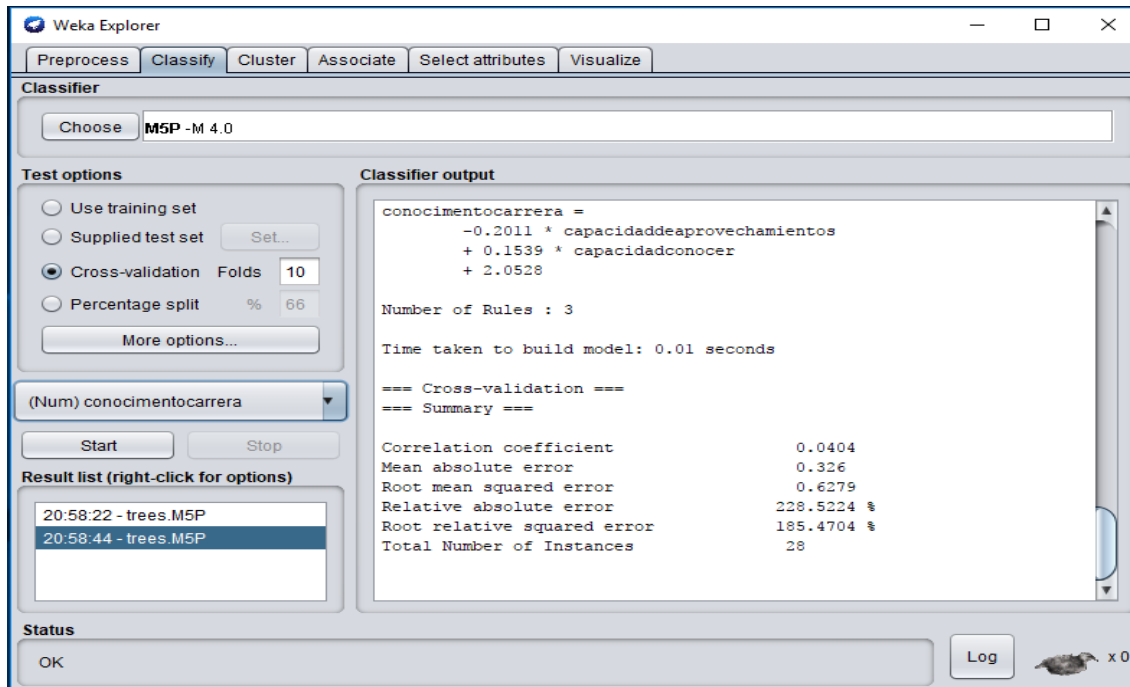 Weka Explorer
Preprocess Classify Cluster Associate Select attributes Visualize
Classifier
Choose M5P -M 4.0
Test options
Use training set
Supplied test set Set...
Cross-validation Folds 10
Percentage split % 66
More options...
(Num) conocimentocarrera
Start Stop
Result list (right-click for options)
20:58:22 - trees.M5P
20:58:44 - trees.M5P
Classifier output
conocimentocarrera =
-0.2011 * capacidaddeaprovechamientos
+ 0.1539 * capacidadconocer
+ 2.0528
Number of Rules : 3
Time taken to build model: 0.01 seconds
=== Cross-validation ===
=== Summary ===
Correlation coefficient 0.0404
Mean absolute error 0.326
Root mean squared error 0.6279
Relative absolute error 228.5224 %
Root relative squared error 185.4704 %
Total Number of Instances 28
Status
OK
Log x 0